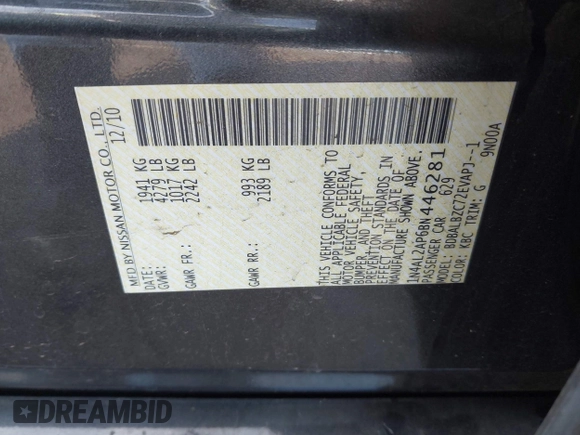 MFD BY NISSAN MOTOR CO., LTD.
DATE: 12/10
GVWR: 1941 KG
4279 LB
GAWR FR.: 1017 KG
2242 LB
GAWR RR.: 993 KG
2189 LB
THIS VEHICLE CONFORMS TO
ALL APPLICABLE FEDERAL
MOTOR VEHICLE SAFETY,
BUMPER, AND THEFT
PREVENTION STANDARDS IN
EFFECT ON THE DATE OF
MANUFACTURE SHOWN ABOVE.
1N4AL2AP6BN446281
PASSENGER CAR 629
MODEL: BDBALBZC72EVAPJ--1
COLOR: KBC TRIM: G 9N00A
DREAMBID